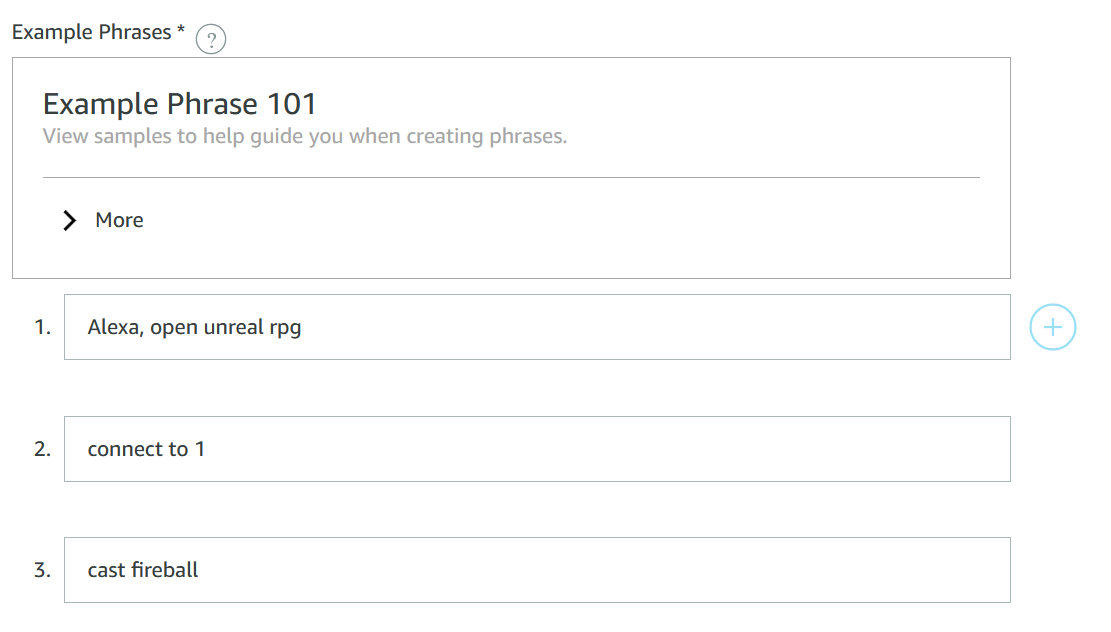 Example Phrases * ?
Example Phrase 101
View samples to help guide you when creating phrases.
More
1. Alexa, open unreal rpg
2. connect to 1
3. cast fireball